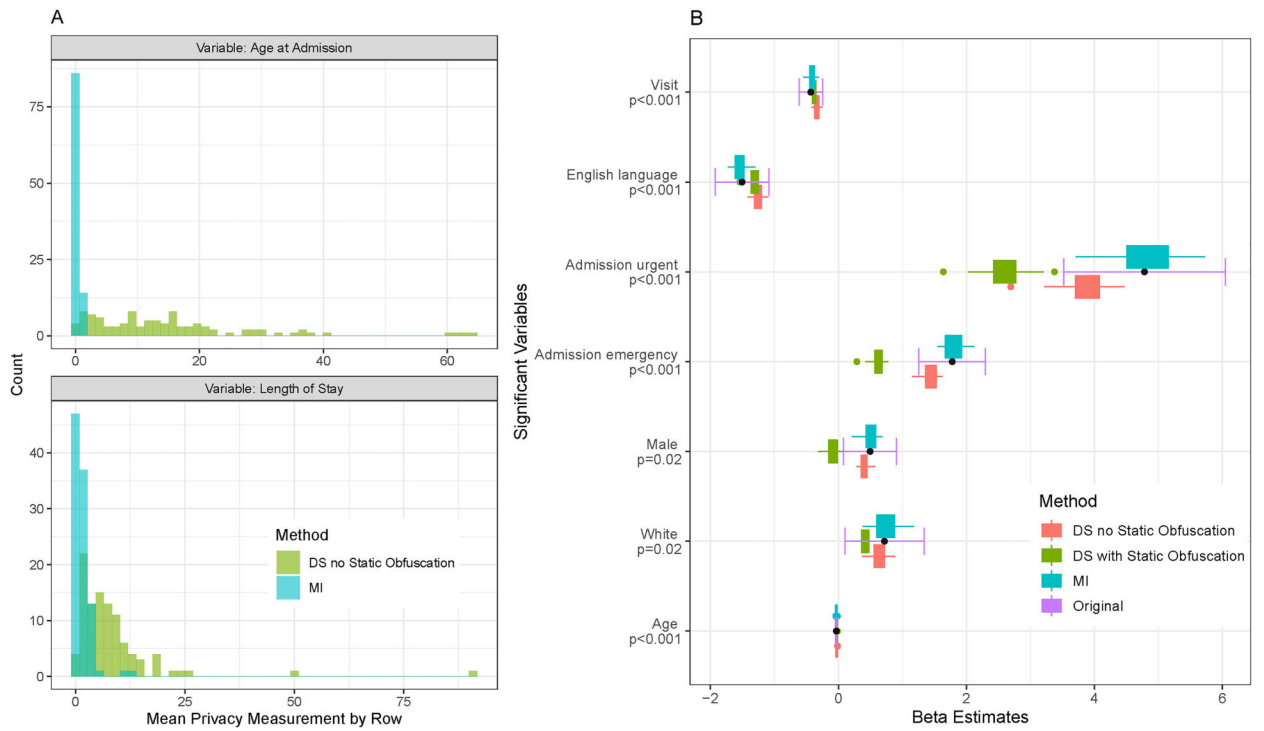 A
Variable: Age at Admission
75
50
25
0
0
20
40
60
Variable: Length of Stay
40
30
20
10
0
0
25
50
75
Count
Mean Privacy Measurement by Row
Method
DS no Static Obfuscation
MI
B
Significant Variables
Visit
p<0.001
English language
p<0.001
Admission urgent
p<0.001
Admission emergency
p<0.001
Male
p=0.02
White
p=0.02
Age
p<0.001
−2
0
2
4
6
Beta Estimates
Method
DS no Static Obfuscation
DS with Static Obfuscation
MI
Original